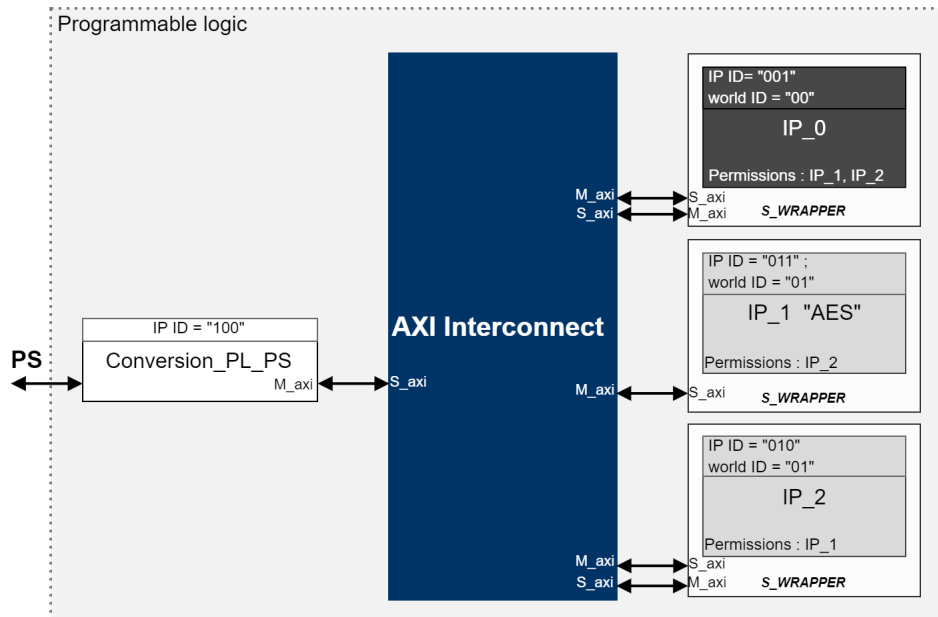 Programmable logic
IP ID= "001"
world ID = "00"
IP_0
Permissions : IP_1, IP_2
M_axi
S_axi
S_axi
M_axi
S_WRAPPER
IP ID = "011" ;
world ID = "01"
IP_1 "AES"
Permissions : IP_2
M_axi
S_axi
S_WRAPPER
AXI Interconnect
IP ID = "100"
PS
Conversion_PL_PS
M_axi
S_axi
IP ID = "010"
world ID = "01"
IP_2
Permissions : IP_1
M_axi
S_axi
S_axi
M_axi
S_WRAPPER